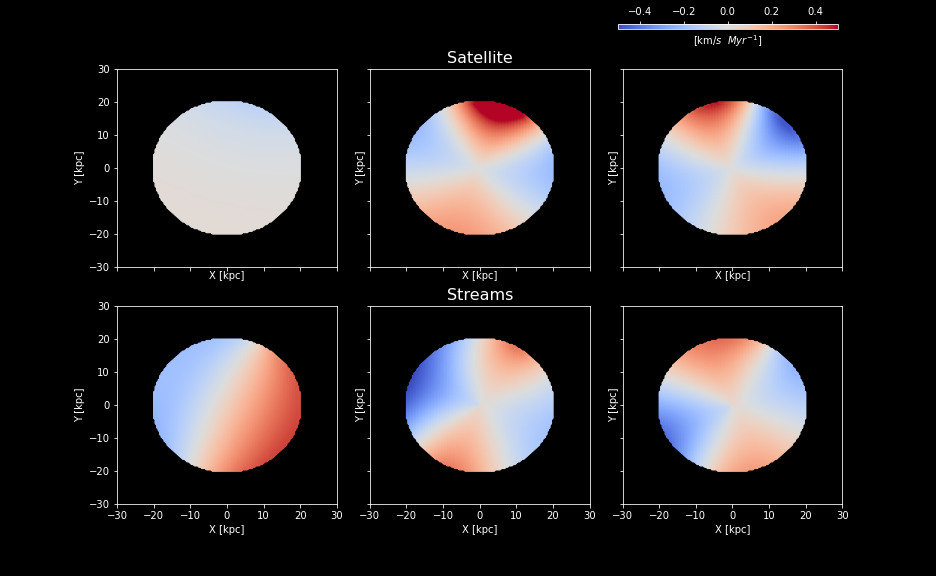 −0.4 −0.2 0.0 0.2 0.4
[km/s Myr⁻¹]
Satellite
30
20
10
0
−10
−20
−30
Y [kpc]
Y [kpc]
Y [kpc]
X [kpc]
X [kpc]
X [kpc]
Streams
30
20
10
0
−10
−20
−30
Y [kpc]
Y [kpc]
Y [kpc]
−30 −20 −10 0 10 20 30
−30 −20 −10 0 10 20 30
−30 −20 −10 0 10 20 30
X [kpc]
X [kpc]
X [kpc]